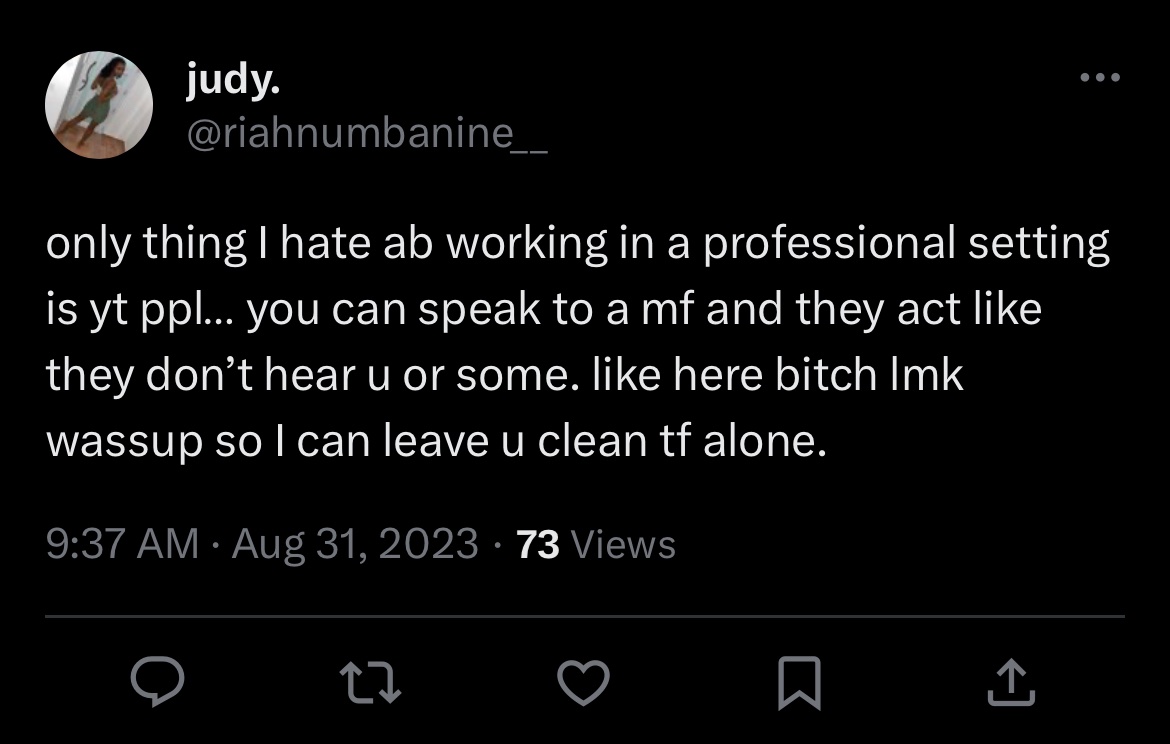 judy.
@riahnumbanine__
only thing I hate ab working in a professional setting
is yt ppl... you can speak to a mf and they act like
they don’t hear u or some. like here bitch lmk
wassup so I can leave u clean tf alone.
9:37 AM · Aug 31, 2023 · 73 Views